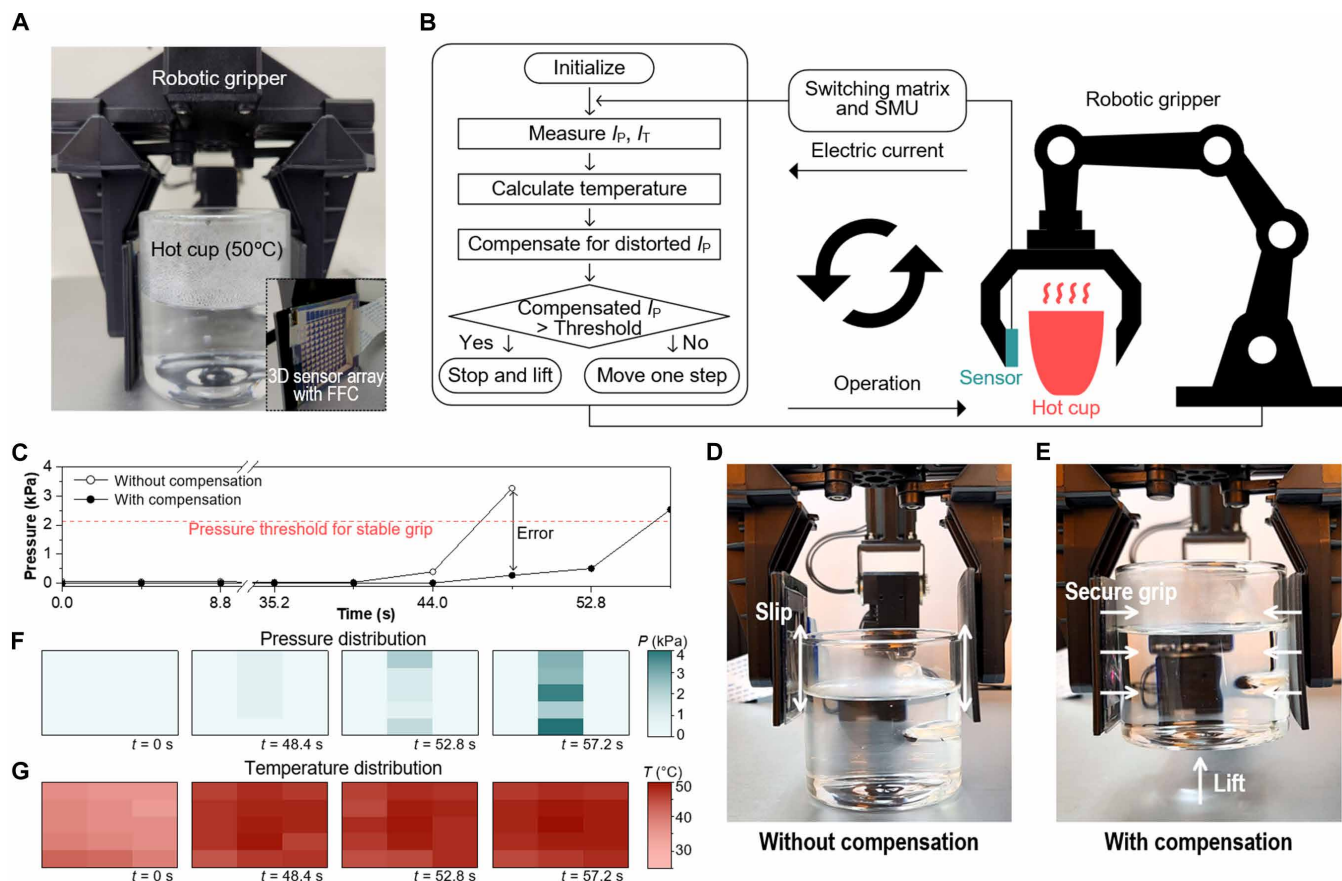 A
Robotic gripper
Hot cup (50ºC)
3D sensor array
with FFC
B
Initialize
Measure IP, IT
Calculate temperature
Compensate for distorted IP
Compensated IP
> Threshold
Yes
No
Stop and lift
Move one step
Switching matrix
and SMU
Electric current
Operation
Robotic gripper
Sensor
Hot cup
C
Pressure (kPa)
4
3
2
1
0
Without compensation
With compensation
Pressure threshold for stable grip
Error
0.0
8.8
35.2
44.0
52.8
Time (s)
D
Slip
Without compensation
E
Secure grip
Lift
With compensation
F
Pressure distribution
P (kPa)
4
3
2
1
0
t = 0 s
t = 48.4 s
t = 52.8 s
t = 57.2 s
G
Temperature distribution
T (°C)
50
40
30
t = 0 s
t = 48.4 s
t = 52.8 s
t = 57.2 s